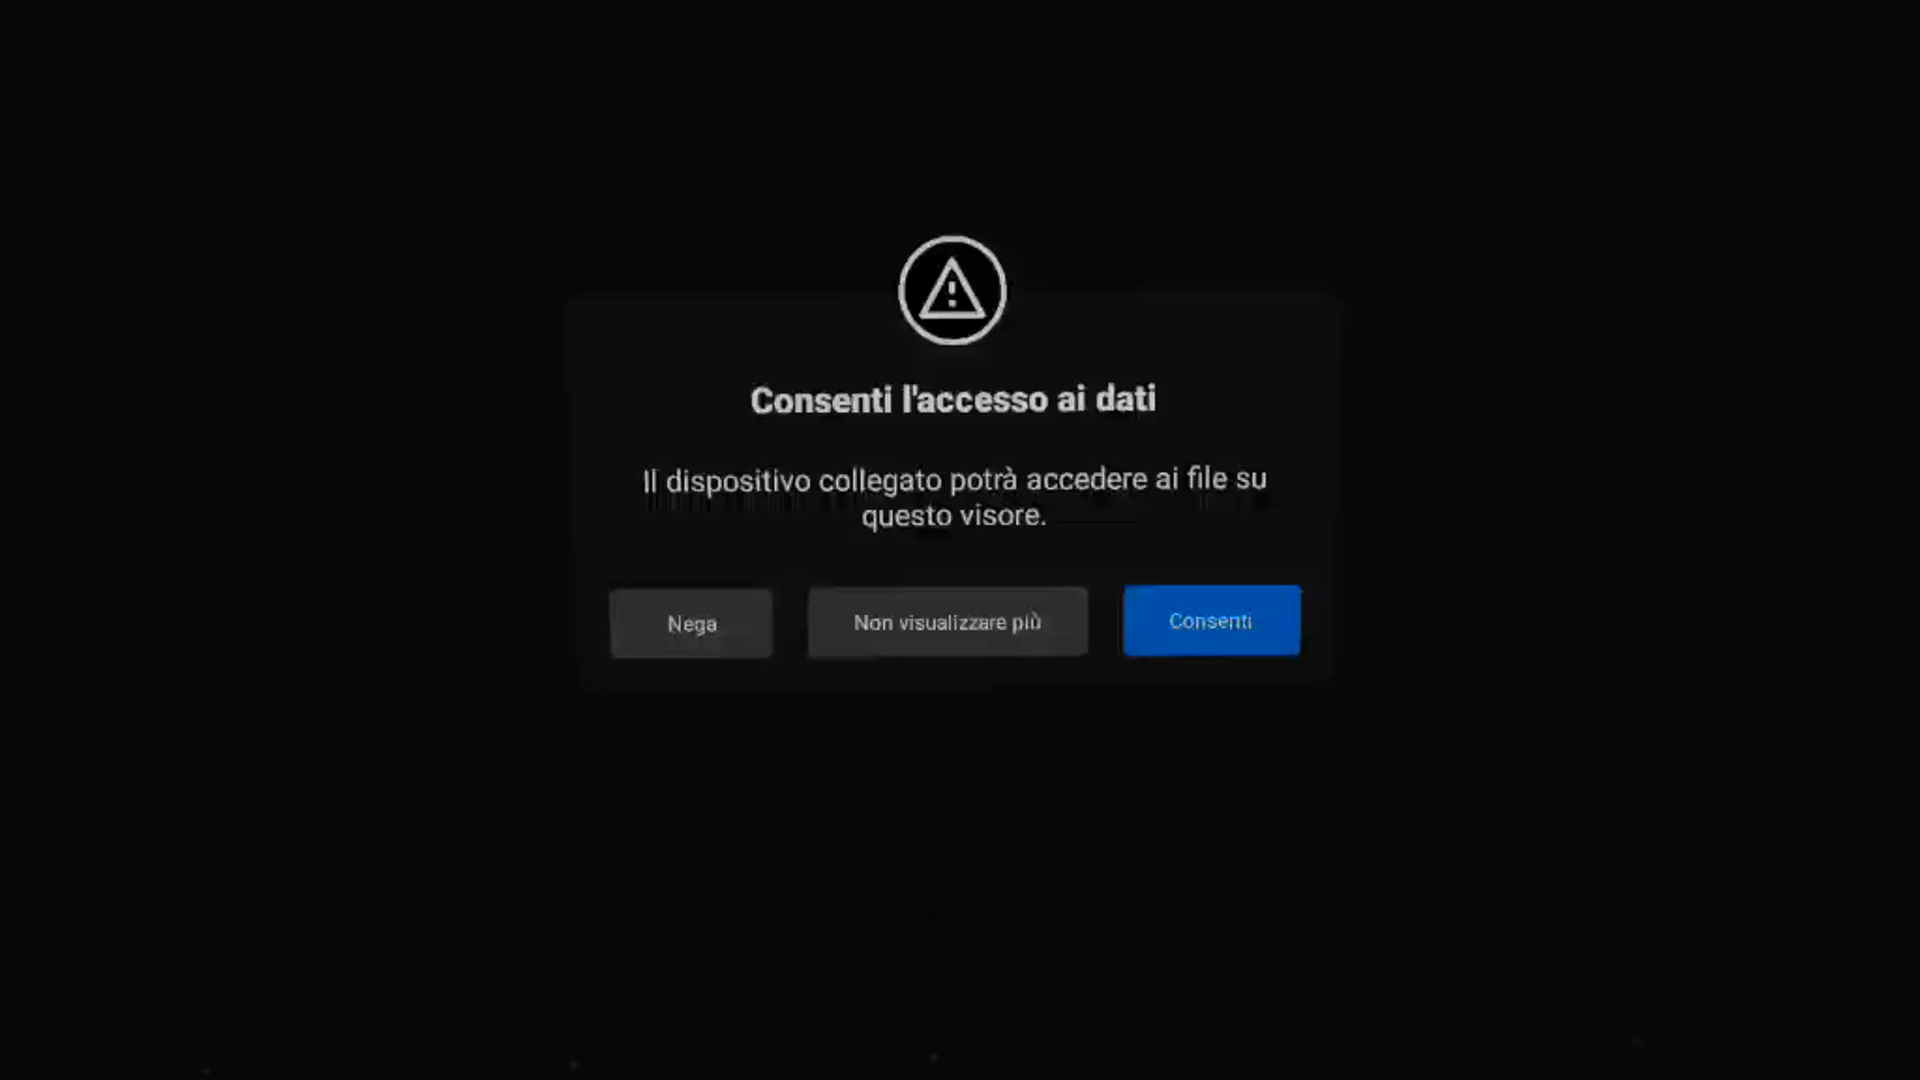 Consenti l'accesso ai dati
Il dispositivo collegato potrà accedere ai file su
questo visore.
Nega
Non visualizzare più
Consenti